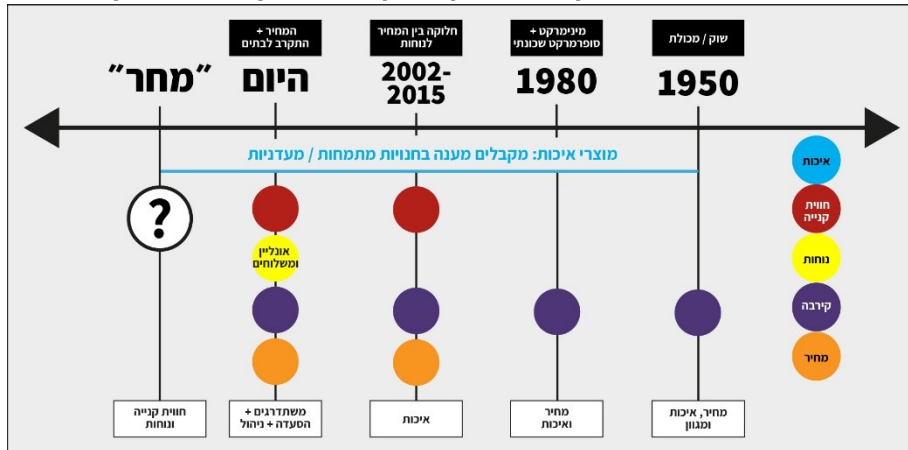 שוק / מכולת
מינימרקט +
סופרמרקט שכונתי
חלוקה בין המחיר
לנוחות
המחיר +
התקרב לבתים
1950
1980
2002-
2015
היום
"מחר"
מוצרי איכות: מקבלים מענה בחנויות מתמחות / מעדניות
איכות
חווית
קנייה
נוחות
קירבה
מחיר
אונליין
ומשלוחים
?
מחיר, איכות
ומגוון
מחיר
ואיכות
איכות
משתדרגים +
הסעדה + ניהול
חווית קנייה
ונוחות